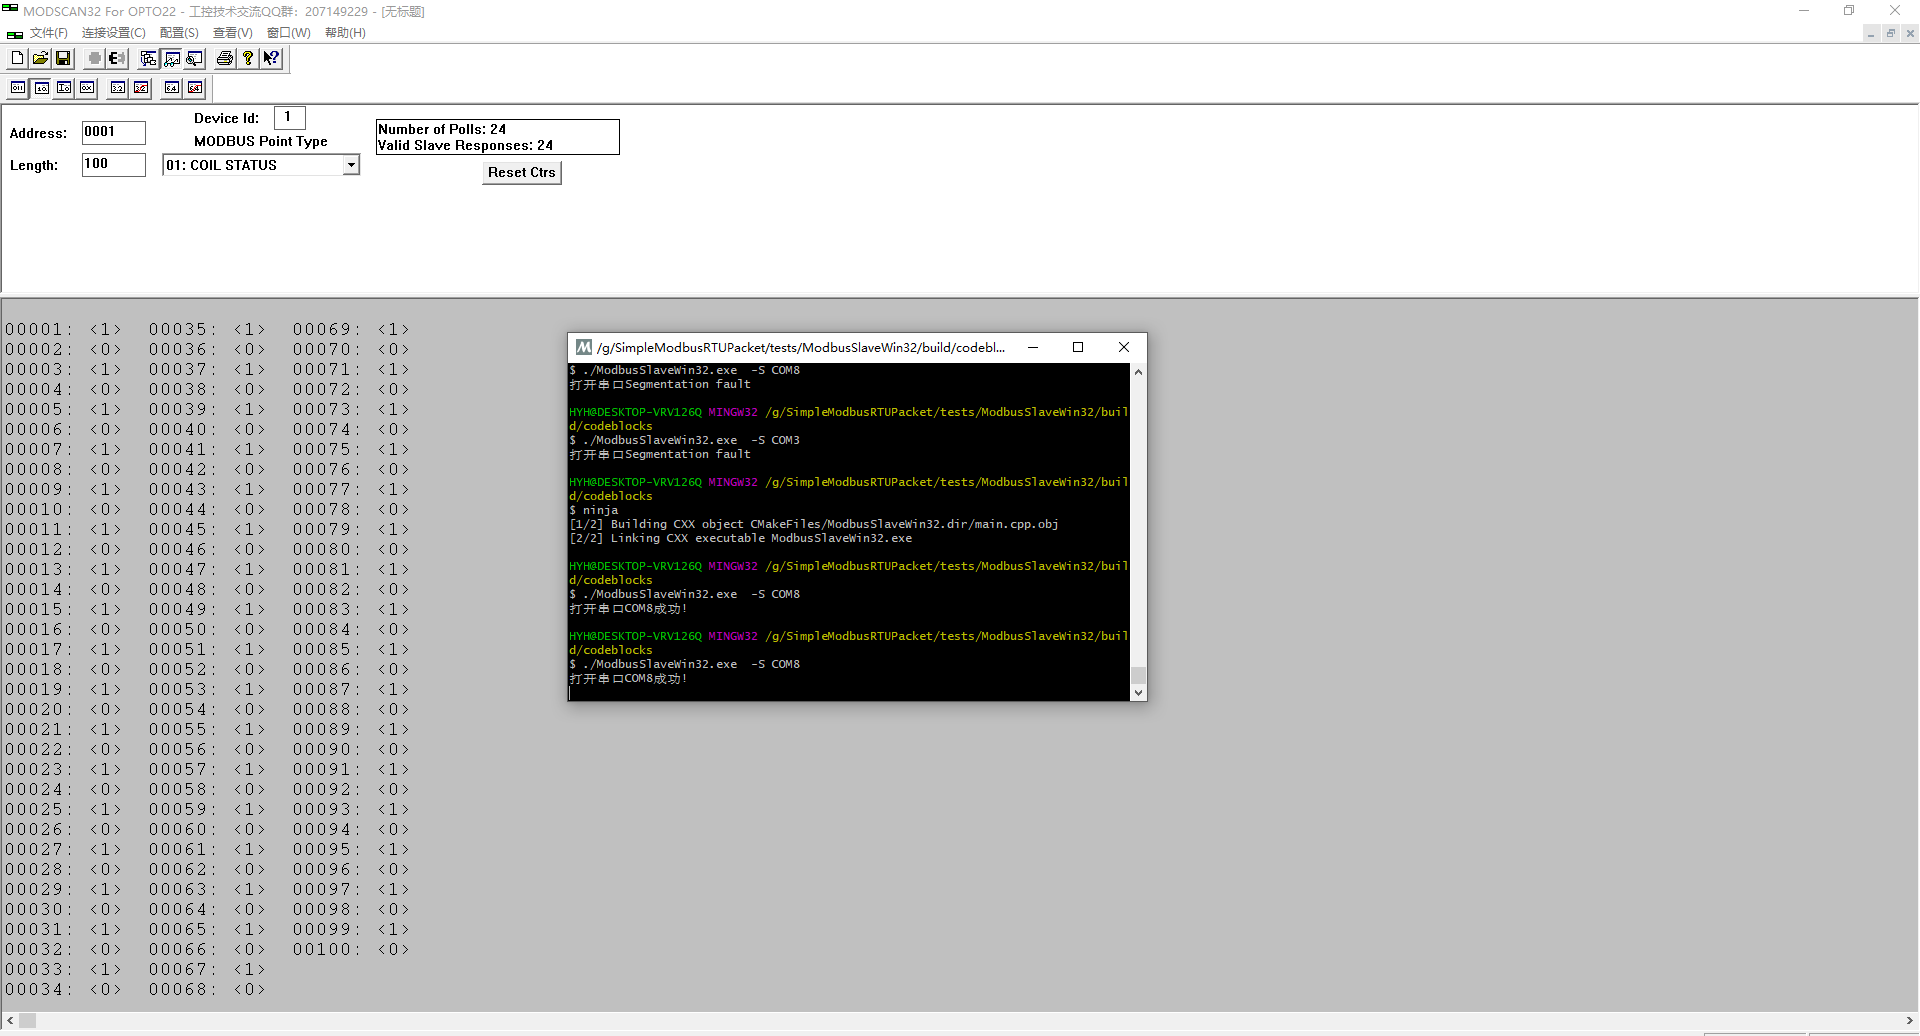 MODSCAN32 For OPTO22 - 工控技术交流QQ群：207149229 - [无标题]
文件(F) 连接设置(C) 配置(S) 查看(V) 窗口(W) 帮助(H)
Device Id: 1
Address: 0001
MODBUS Point Type
Length: 100
01: COIL STATUS
Number of Polls: 24
Valid Slave Responses: 24
Reset Ctrs
00001: <1> 00035: <1> 00069: <1>
00002: <0> 00036: <0> 00070: <0>
00003: <1> 00037: <1> 00071: <1>
00004: <0> 00038: <0> 00072: <0>
00005: <1> 00039: <1> 00073: <1>
00006: <0> 00040: <0> 00074: <0>
00007: <1> 00041: <1> 00075: <1>
00008: <0> 00042: <0> 00076: <0>
00009: <1> 00043: <1> 00077: <1>
00010: <0> 00044: <0> 00078: <0>
00011: <1> 00045: <1> 00079: <1>
00012: <0> 00046: <0> 00080: <0>
00013: <1> 00047: <1> 00081: <1>
00014: <0> 00048: <0> 00082: <0>
00015: <1> 00049: <1> 00083: <1>
00016: <0> 00050: <0> 00084: <0>
00017: <1> 00051: <1> 00085: <1>
00018: <0> 00052: <0> 00086: <0>
00019: <1> 00053: <1> 00087: <1>
00020: <0> 00054: <0> 00088: <0>
00021: <1> 00055: <1> 00089: <1>
00022: <0> 00056: <0> 00090: <0>
00023: <1> 00057: <1> 00091: <1>
00024: <0> 00058: <0> 00092: <0>
00025: <1> 00059: <1> 00093: <1>
00026: <0> 00060: <0> 00094: <0>
00027: <1> 00061: <1> 00095: <1>
00028: <0> 00062: <0> 00096: <0>
00029: <1> 00063: <1> 00097: <1>
00030: <0> 00064: <0> 00098: <0>
00031: <1> 00065: <1> 00099: <1>
00032: <0> 00066: <0> 00100: <0>
00033: <1> 00067: <1>
00034: <0> 00068: <0>
/g/SimpleModbusRTUPacket/tests/ModbusSlaveWin32/build/codebl...
$ ./ModbusSlaveWin32.exe  -S COM8
打开串口Segmentation fault
HYH@DESKTOP-VRV126Q MINGW32 /g/SimpleModbusRTUPacket/tests/ModbusSlaveWin32/buil
d/codeblocks
$ ./ModbusSlaveWin32.exe  -S COM3
打开串口Segmentation fault
HYH@DESKTOP-VRV126Q MINGW32 /g/SimpleModbusRTUPacket/tests/ModbusSlaveWin32/buil
d/codeblocks
$ ninja
[1/2] Building CXX object CMakeFiles/ModbusSlaveWin32.dir/main.cpp.obj
[2/2] Linking CXX executable ModbusSlaveWin32.exe
HYH@DESKTOP-VRV126Q MINGW32 /g/SimpleModbusRTUPacket/tests/ModbusSlaveWin32/buil
d/codeblocks
$ ./ModbusSlaveWin32.exe  -S COM8
打开串口COM8成功!
HYH@DESKTOP-VRV126Q MINGW32 /g/SimpleModbusRTUPacket/tests/ModbusSlaveWin32/buil
d/codeblocks
$ ./ModbusSlaveWin32.exe  -S COM8
打开串口COM8成功!